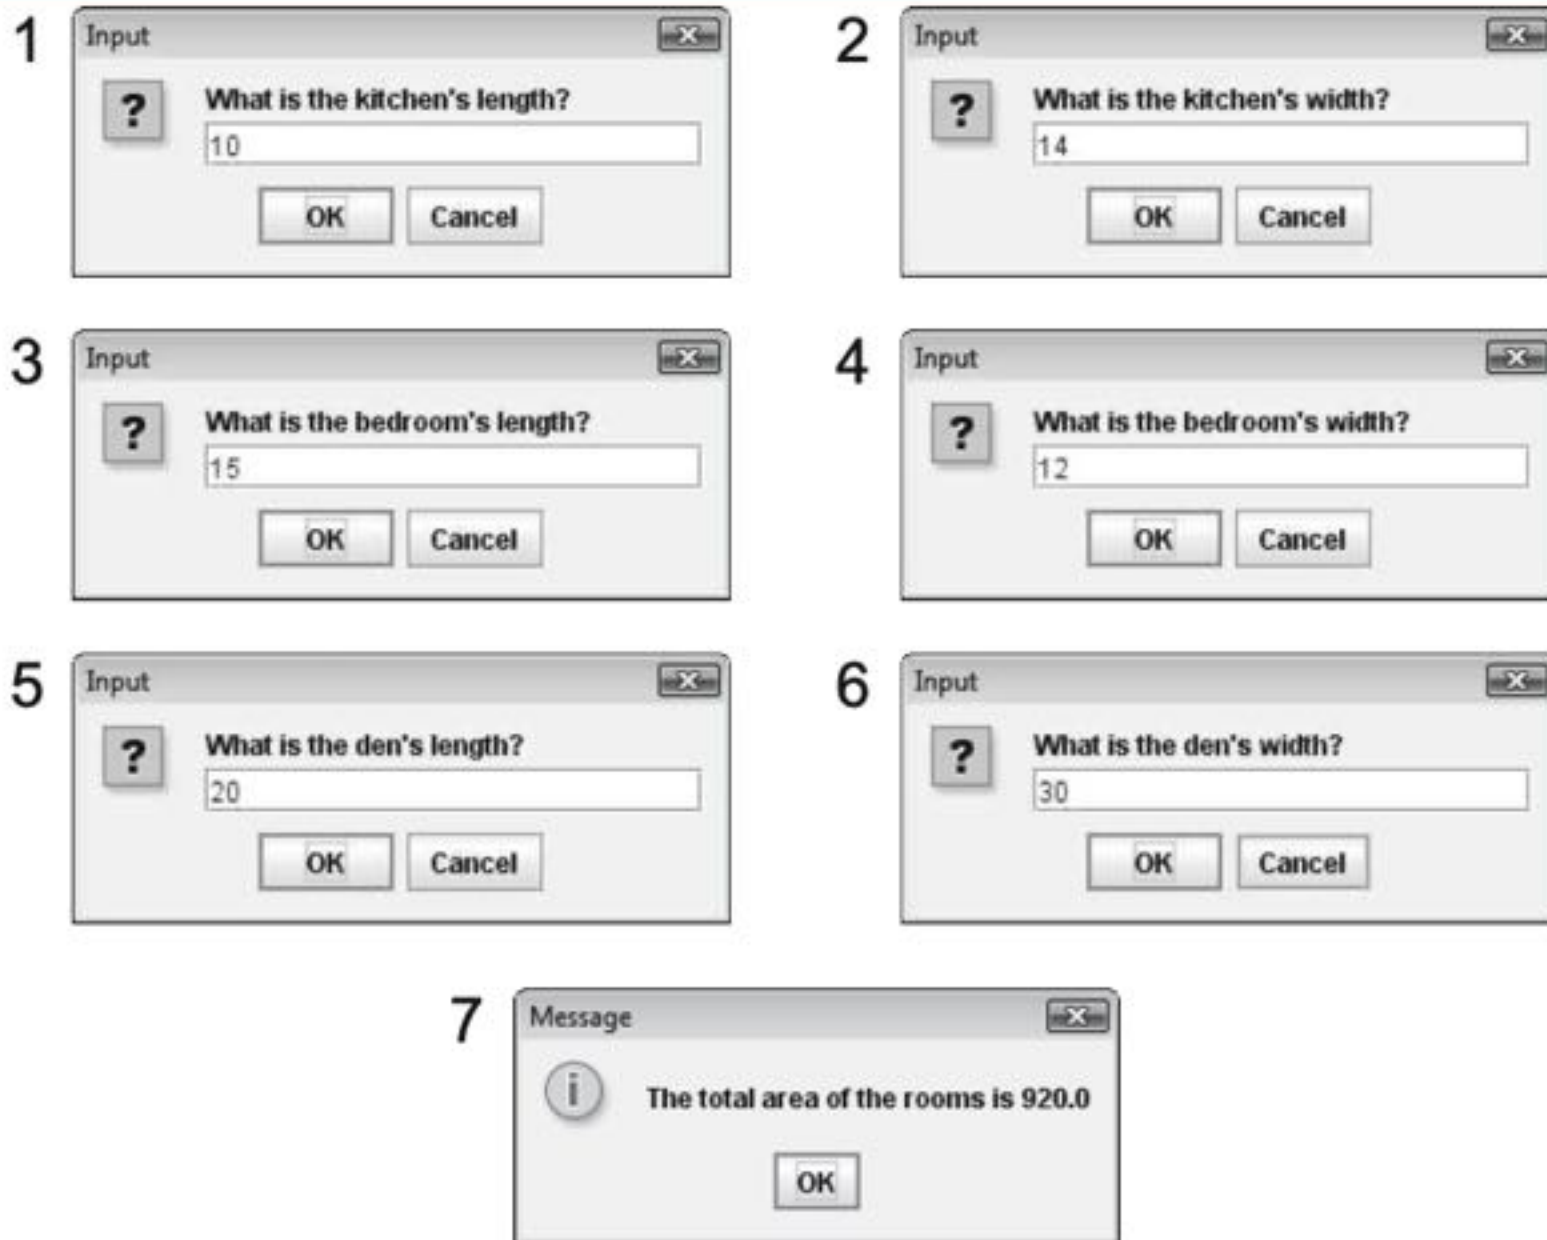 1
Input
?
What is the kitchen's length?
10
OK
Cancel
2
Input
?
What is the kitchen's width?
14
OK
Cancel
3
Input
?
What is the bedroom's length?
15
OK
Cancel
4
Input
?
What is the bedroom's width?
12
OK
Cancel
5
Input
?
What is the den's length?
20
OK
Cancel
6
Input
?
What is the den's width?
30
OK
Cancel
7
Message
i
The total area of the rooms is 920.0
OK